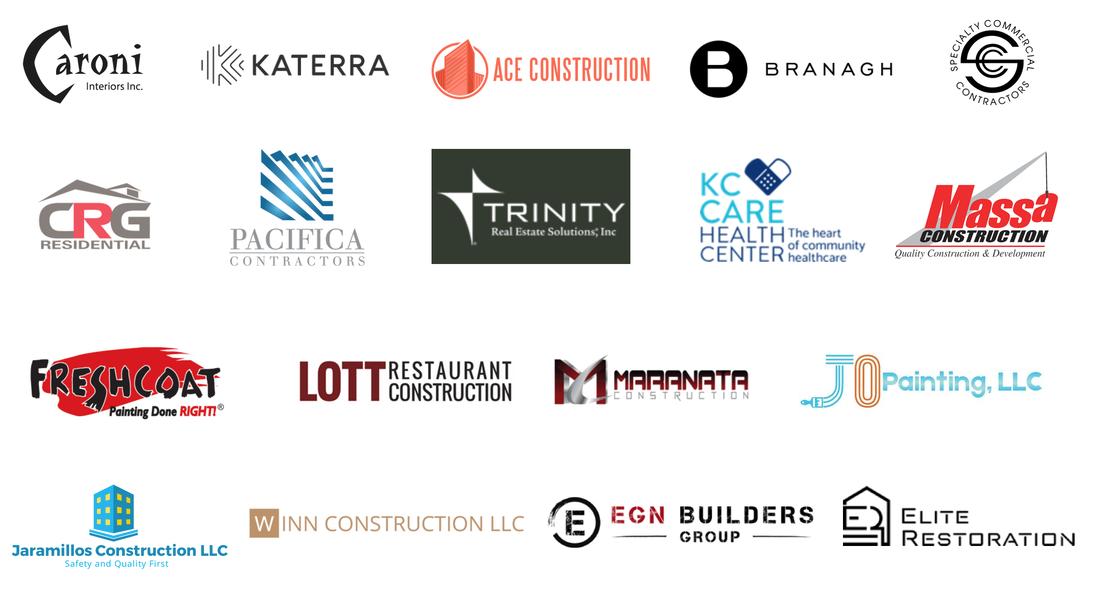 Caroni
Interiors Inc.
KATERRA
ACE CONSTRUCTION
B BRANAGH
SPECIALTY COMMERCIAL
SCC
CONTRACTORS
CRG
RESIDENTIAL
PACIFICA
CONTRACTORS
TRINITY
Real Estate Solutions, Inc
KC
CARE
HEALTH The heart
of community
CENTER healthcare
Massa
CONSTRUCTION
Quality Construction & Development
FRESHCOAT
Painting Done RIGHT!®
LOTT RESTAURANT
CONSTRUCTION
M MARANATA
CONSTRUCTION
JO Painting, LLC
Jaramillos Construction LLC
Safety and Quality First
WINN CONSTRUCTION LLC
E EGN BUILDERS
GROUP
ER ELITE
RESTORATION